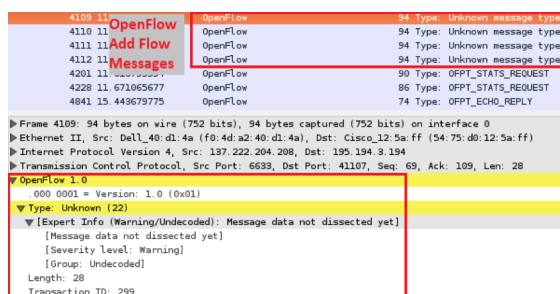 4109 11 OpenFlow 94 Type: Unknown message type
4110 11 OpenFlow 94 Type: Unknown message type
4111 11 OpenFlow 94 Type: Unknown message type
4112 11 OpenFlow 94 Type: Unknown message type
4201 OpenFlow 90 Type: OFPT_STATS_REQUEST
4228 11.671065677 OpenFlow 86 Type: OFPT_STATS_REQUEST
4841 15.443679775 OpenFlow 74 Type: OFPT_ECHO_REPLY
OpenFlow
Add Flow
Messages
Frame 4109: 94 bytes on wire (752 bits), 94 bytes captured (752 bits) on interface 0
Ethernet II, Src: Dell_40:d1:4a (f0:4d:a2:40:d1:4a), Dst: Cisco_12:5a:ff (54:75:d0:12:5a:ff)
Internet Protocol Version 4, Src: 137.222.204.208, Dst: 195.194.3.194
Transmission Control Protocol, Src Port: 6633, Dst Port: 41107, Seq: 69, Ack: 109, Len: 28
OpenFlow 1.0
.000 0001 = Version: 1.0 (0x01)
Type: Unknown (22)
[Expert Info (Warning/Undecoded): Message data not dissected yet]
[Message data not dissected yet]
[Severity level: Warning]
[Group: Undecoded]
Length: 28
Transaction ID: 299